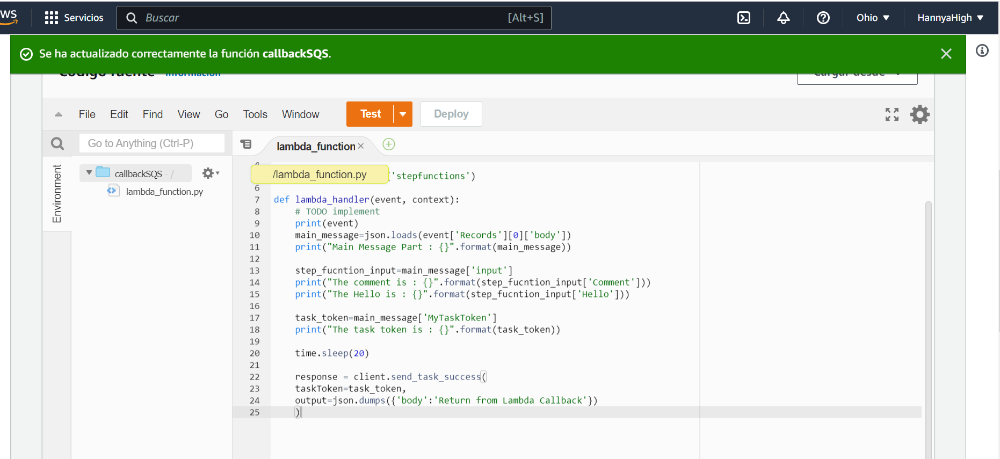 WS
Servicios
Buscar
[Alt+S]
Ohio
HannyaHigh
Se ha actualizado correctamente la función callbackSQS.
Código fuente
Información
Cargar desde
File
Edit
Find
View
Go
Tools
Window
Test
Deploy
Go to Anything (Ctrl-P)
lambda_function
Environment
callbackSQS - /
lambda_function.py
/lambda_function.py
4
('stepfunctions')
6
7 def lambda_handler(event, context):
8 # TODO implement
9 print(event)
10 main_message=json.loads(event['Records'][0]['body'])
11 print("Main Message Part : {}".format(main_message))
12
13 step_fucntion_input=main_message['input']
14 print("The comment is : {}".format(step_fucntion_input['Comment']))
15 print("The Hello is : {}".format(step_fucntion_input['Hello']))
16
17 task_token=main_message['MyTaskToken']
18 print("The task token is : {}".format(task_token))
19
20 time.sleep(20)
21
22 response = client.send_task_success(
23 taskToken=task_token,
24 output=json.dumps({'body':'Return from Lambda Callback'})
25 )